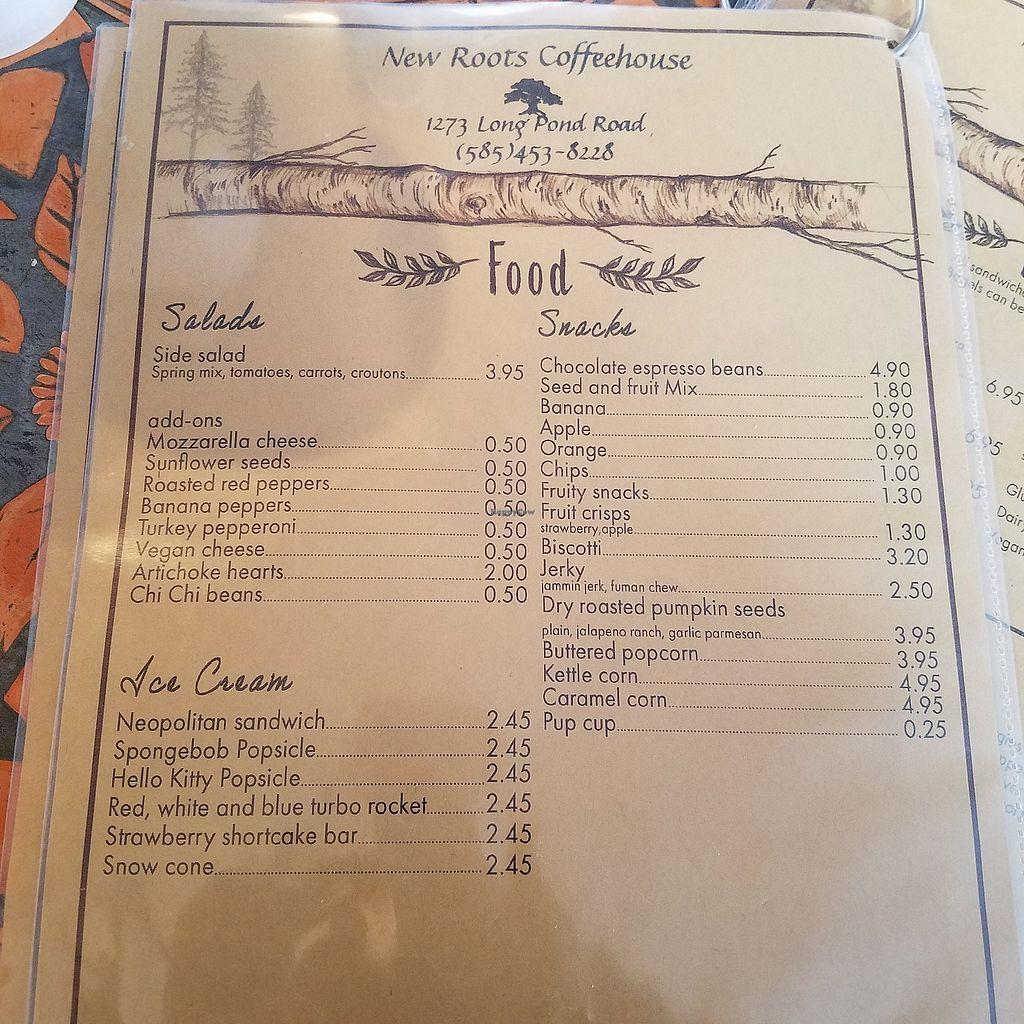 New Roots Coffeehouse
1273 Long Pond Road,
(585)453-8228
Food
Salads
Side salad
Spring mix, tomatoes, carrots, croutons 3.95
add-ons
Mozzarella cheese 0.50
Sunflower seeds 0.50
Roasted red peppers 0.50
Banana peppers 0.50
Turkey pepperoni 0.50
Vegan cheese 0.50
Artichoke hearts 2.00
Chi Chi beans 0.50
Ice Cream
Neopolitan sandwich 2.45
Spongebob Popsicle 2.45
Hello Kitty Popsicle 2.45
Red, white and blue turbo rocket 2.45
Strawberry shortcake bar 2.45
Snow cone 2.45
Snacks
Chocolate espresso beans 4.90
Seed and fruit Mix 1.80
Banana 0.90
Apple 0.90
Orange 0.90
Chips 1.00
Fruity snacks 1.30
Fruit crisps
strawberry,apple 1.30
Biscotti 3.20
Jerky
jammin jerk, fuman chew 2.50
Dry roasted pumpkin seeds
plain, jalapeno ranch, garlic parmesan 3.95
Buttered popcorn 3.95
Kettle corn 4.95
Caramel corn 4.95
Pup cup 0.25
can be
6.95